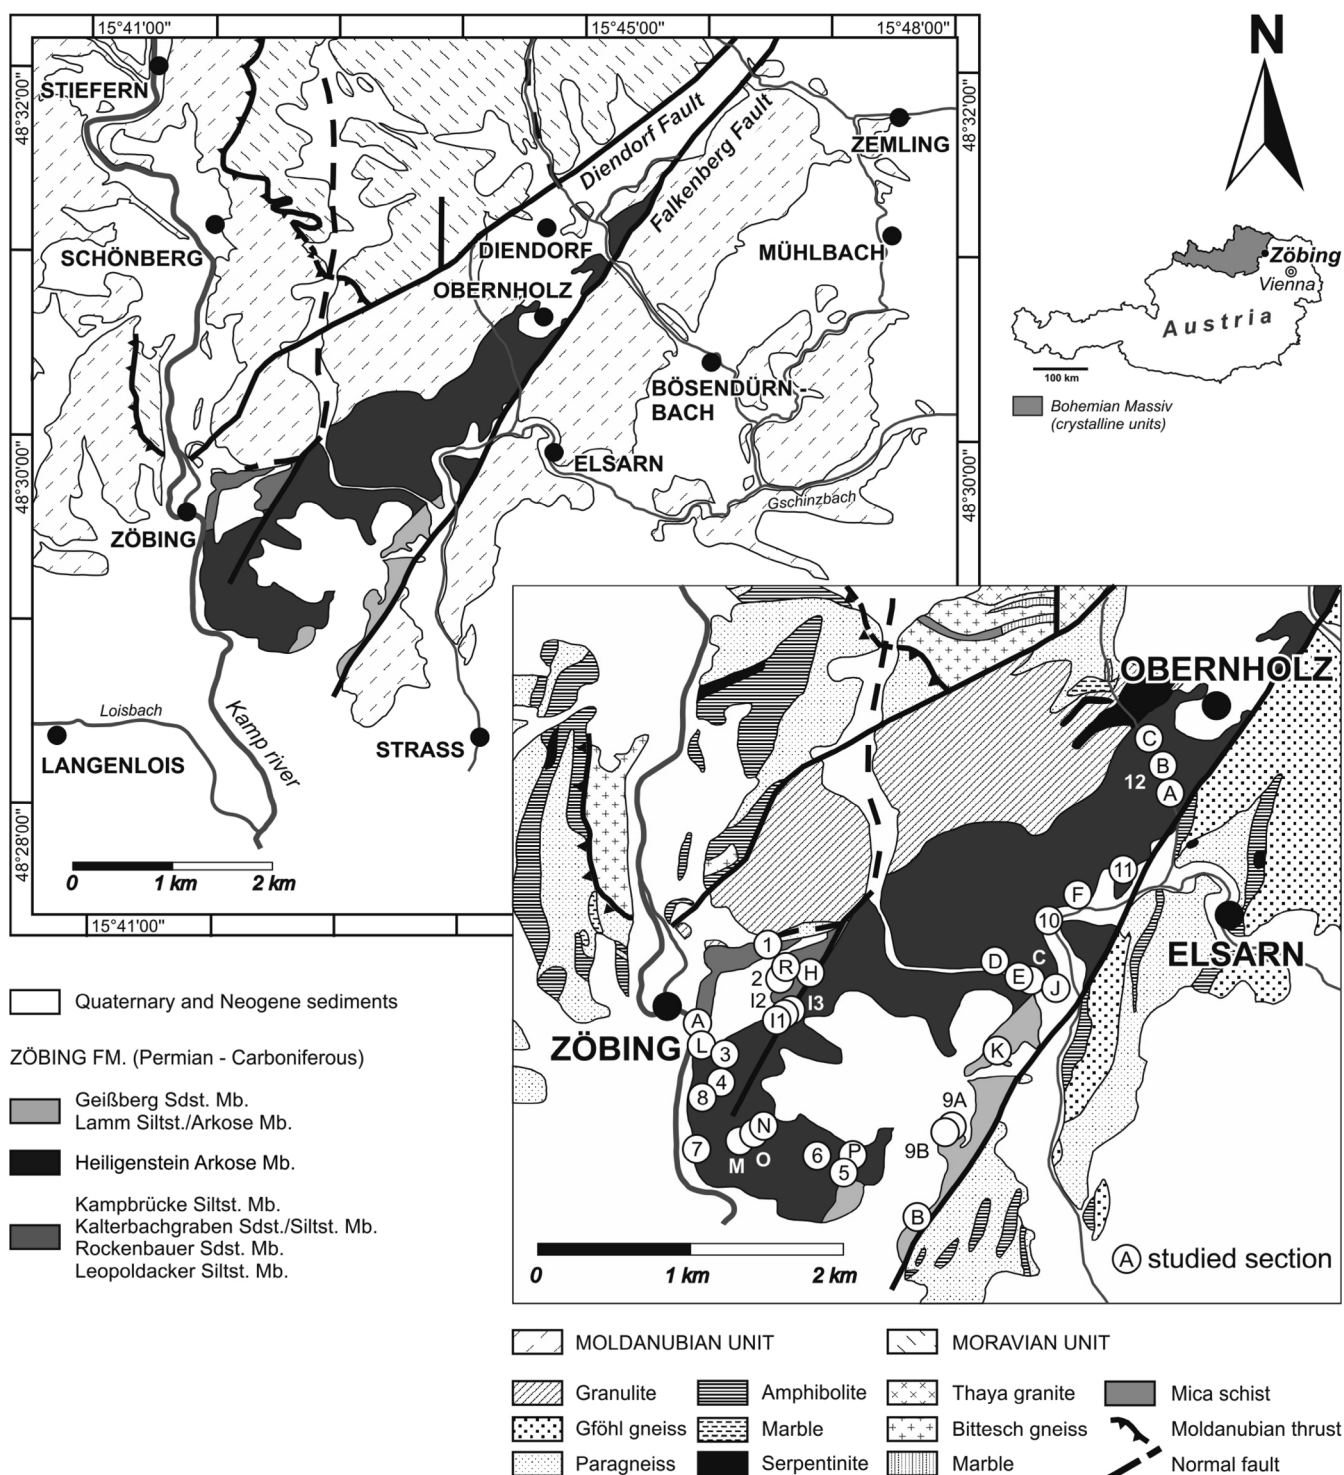 15°41'00"
15°45'00"
15°48'00"
48°32'00"
48°30'00"
48°28'00"
48°32'00"
48°30'00"
15°41'00"
STIEFERN
SCHÖNBERG
DIENDORF
OBERNHOLZ
Diendorf Fault
Falkenberg Fault
ZEMLING
MÜHLBACH
BÖSENDÜRN -
BACH
ELSARN
Gschinzbach
ZÖBING
Loisbach
LANGENLOIS
Kamp river
STRASS
0
1 km
2 km
N
Zöbing
Vienna
Austria
100 km
Bohemian Massiv
(crystalline units)
OBERNHOLZ
C
B
12
A
11
F
10
ELSARN
D
E
C
J
1
R
H
2
I2
I3
I1
A
ZÖBING
L
3
4
8
K
9A
9B
N
7
M
O
6
P
5
B
A studied section
0
1 km
2 km
Quaternary and Neogene sediments
ZÖBING FM. (Permian - Carboniferous)
Geißberg Sdst. Mb.
Lamm Siltst./Arkose Mb.
Heiligenstein Arkose Mb.
Kampbrücke Siltst. Mb.
Kalterbachgraben Sdst./Siltst. Mb.
Rockenbauer Sdst. Mb.
Leopoldacker Siltst. Mb.
MOLDANUBIAN UNIT
MORAVIAN UNIT
Granulite
Amphibolite
Thaya granite
Mica schist
Gföhl gneiss
Marble
Bittesch gneiss
Moldanubian thrust
Paragneiss
Serpentinite
Marble
Normal fault